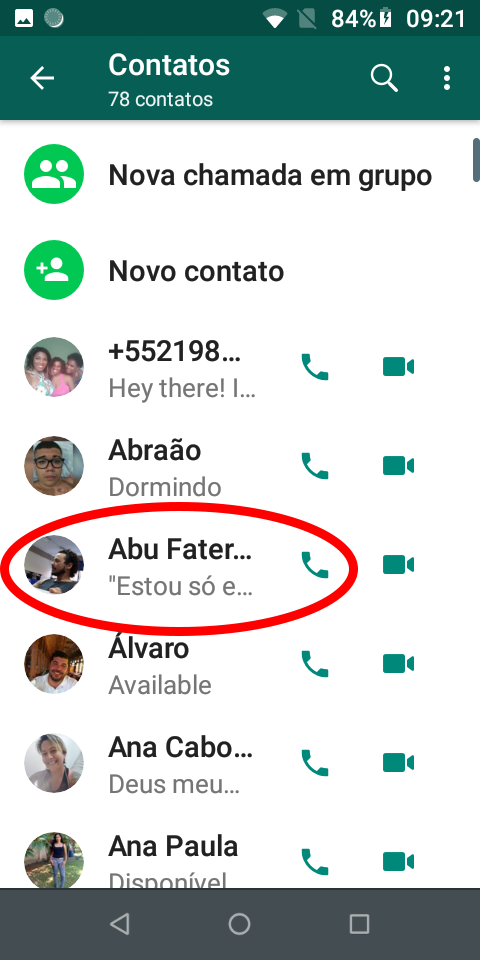 84% 09:21
Contatos
78 contatos
Nova chamada em grupo
Novo contato
+552198...
Hey there! I...
Abraão
Dormindo
Abu Fater...
"Estou só e...
Álvaro
Available
Ana Cabo...
Deus meu...
Ana Paula
Disponível